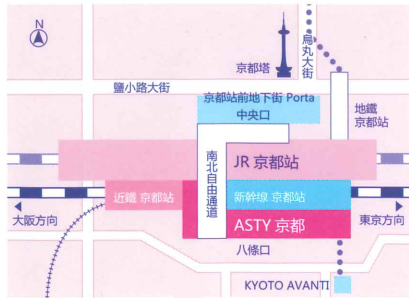 N
京都塔
烏丸大街
鹽小路大街
京都站前地下街 Porta
中央口
地鐵
京都站
南北自由通道
JR 京都站
近鐵 京都站
新幹線 京都站
大阪方向
ASTY 京都
東京方向
八條口
KYOTO AVANTI